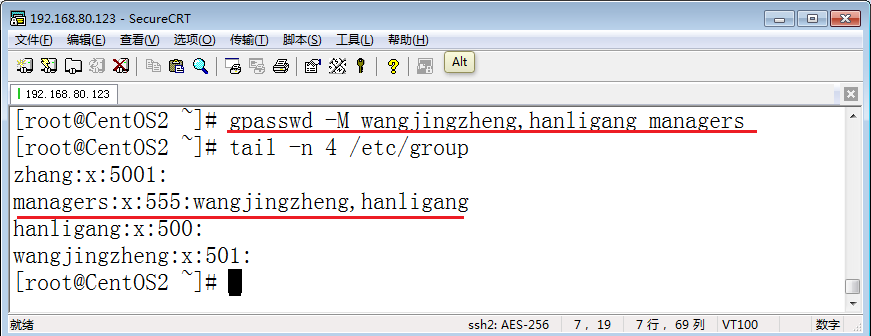 192.168.80.123 - SecureCRT
文件(F) 编辑(E) 查看(V) 选项(O) 传输(T) 脚本(S) 工具(L) 帮助(H)
Alt
192.168.80.123
[root@CentOS2 ~]# gpasswd -M wangjingzheng,hanligang managers
[root@CentOS2 ~]# tail -n 4 /etc/group
zhang:x:5001:
managers:x:555:wangjingzheng,hanligang
hanligang:x:500:
wangjingzheng:x:501:
[root@CentOS2 ~]#
就绪 ssh2: AES-256 7, 19 7 行, 69 列 VT100 数字